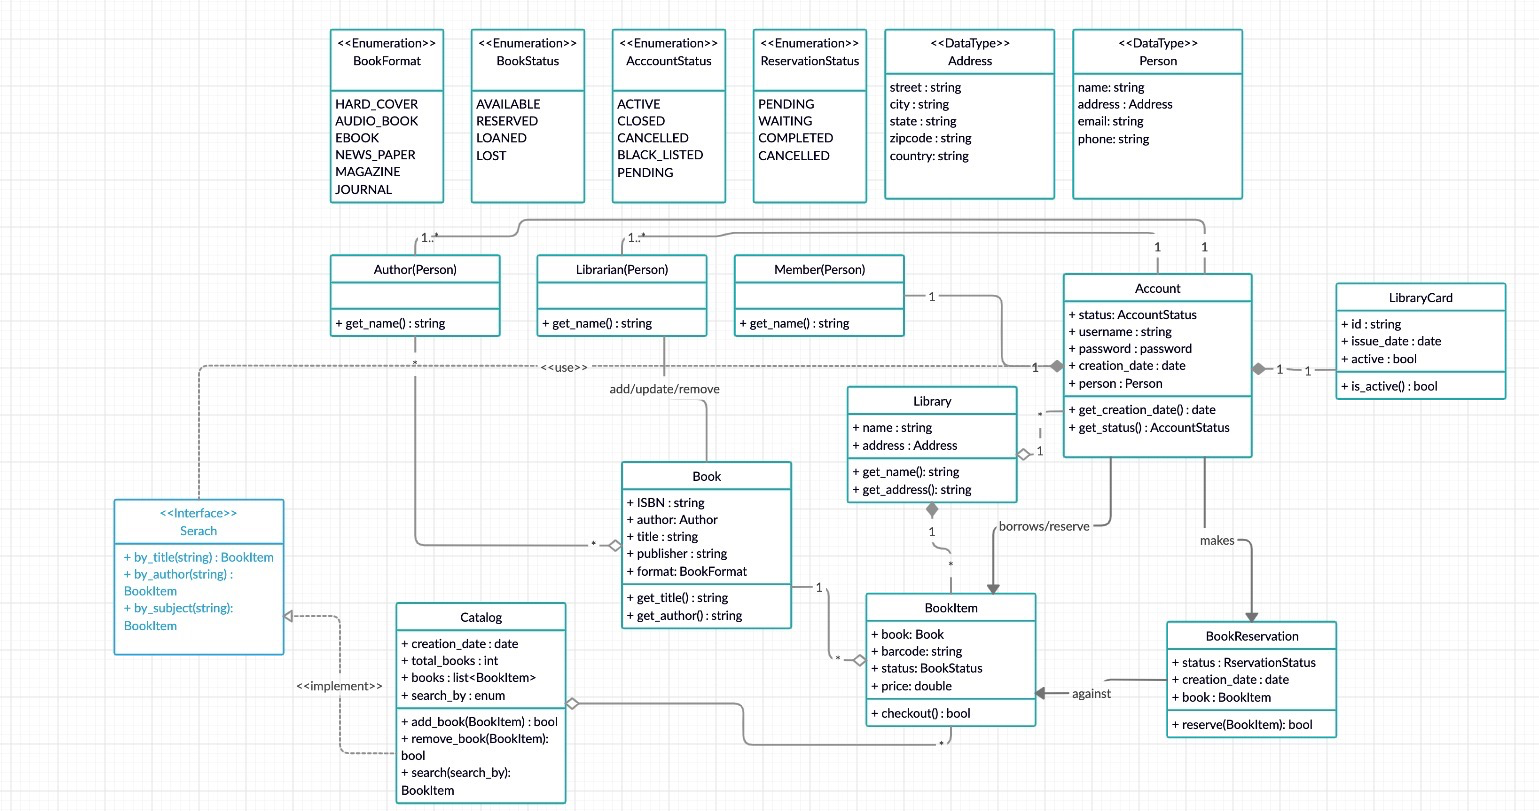 <<Enumeration>>
BookFormat
HARD_COVER
AUDIO_BOOK
EBOOK
NEWS_PAPER
MAGAZINE
JOURNAL
<<Enumeration>>
BookStatus
AVAILABLE
RESERVED
LOANED
LOST
<<Enumeration>>
AcccountStatus
ACTIVE
CLOSED
CANCELLED
BLACK_LISTED
PENDING
<<Enumeration>>
ReservationStatus
PENDING
WAITING
COMPLETED
CANCELLED
<<DataType>>
Address
street : string
city : string
state : string
zipcode : string
country: string
<<DataType>>
Person
name: string
address : Address
email: string
phone: string
1..*
1..*
1
1
Author(Person)
+ get_name() : string
Librarian(Person)
+ get_name() : string
Member(Person)
+ get_name() : string
1
1
Account
+ status: AccountStatus
+ username : string
+ password : password
+ creation_date : date
+ person : Person
+ get_creation_date() : date
+ get_status() : AccountStatus
1
1
LibraryCard
+ id : string
+ issue_date : date
+ active : bool
+ is_active() : bool
*
<<use>>
add/update/remove
Library
+ name : string
+ address : Address
+ get_name(): string
+ get_address(): string
*
1
1
*
<<Interface>>
Serach
+ by_title(string) : BookItem
+ by_author(string) :
BookItem
+ by_subject(string):
BookItem
*
Book
+ ISBN : string
+ author: Author
+ title : string
+ publisher : string
+ format: BookFormat
+ get_title() : string
+ get_author() : string
1
*
borrows/reserve
makes
<<implement>>
Catalog
+ creation_date : date
+ total_books : int
+ books : list<BookItem>
+ search_by : enum
+ add_book(BookItem) : bool
+ remove_book(BookItem):
bool
+ search(search_by):
BookItem
*
BookItem
+ book: Book
+ barcode: string
+ status: BookStatus
+ price: double
+ checkout() : bool
against
BookReservation
+ status : RservationStatus
+ creation_date : date
+ book : BookItem
+ reserve(BookItem): bool